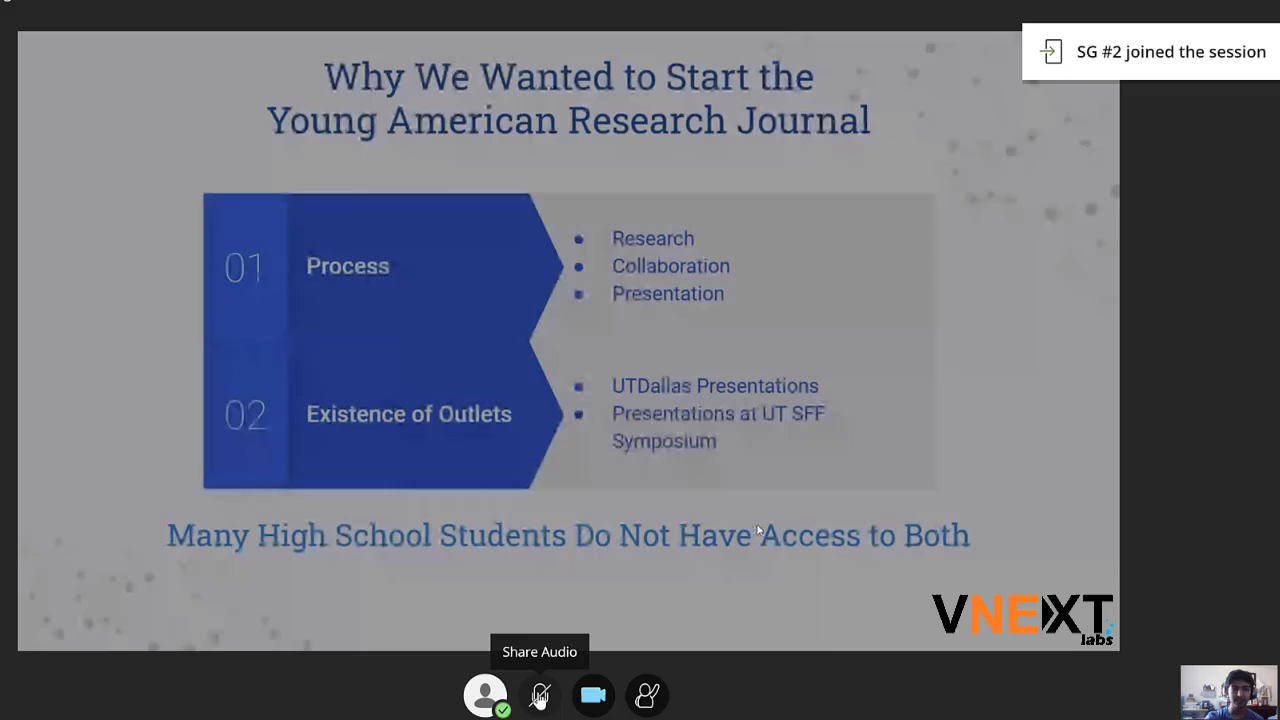 SG #2 joined the session
Why We Wanted to Start the
Young American Research Journal
01
Process
Research
Collaboration
Presentation
02
Existence of Outlets
UTDallas Presentations
Presentations at UT SFF
Symposium
Many High School Students Do Not Have Access to Both
VNEXT
labs
Share Audio